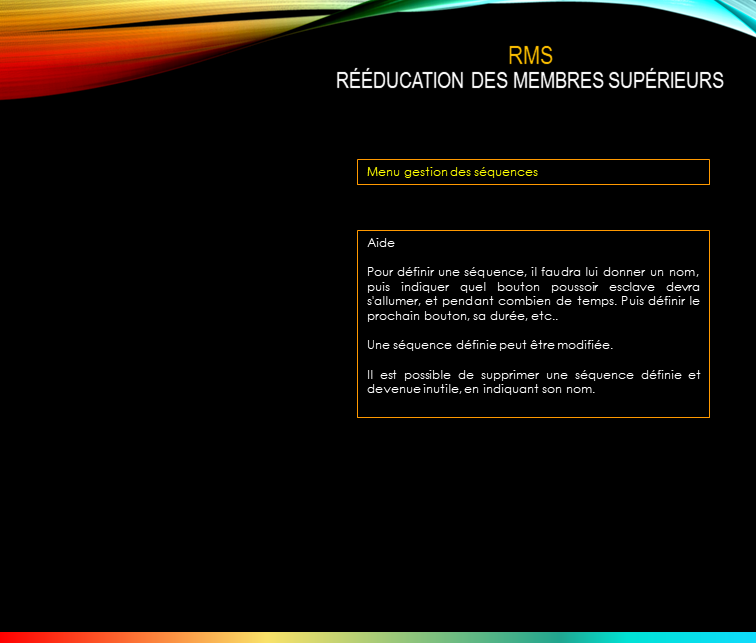 RMS
RÉÉDUCATION DES MEMBRES SUPÉRIEURS
Menu gestion des séquences
Aide
Pour définir une séquence, il faudra lui donner un nom,
puis indiquer quel bouton poussoir esclave devra
s'allumer, et pendant combien de temps. Puis définir le
prochain bouton, sa durée, etc..
Une séquence définie peut être modifiée.
Il est possible de supprimer une séquence définie et
devenue inutile, en indiquant son nom.